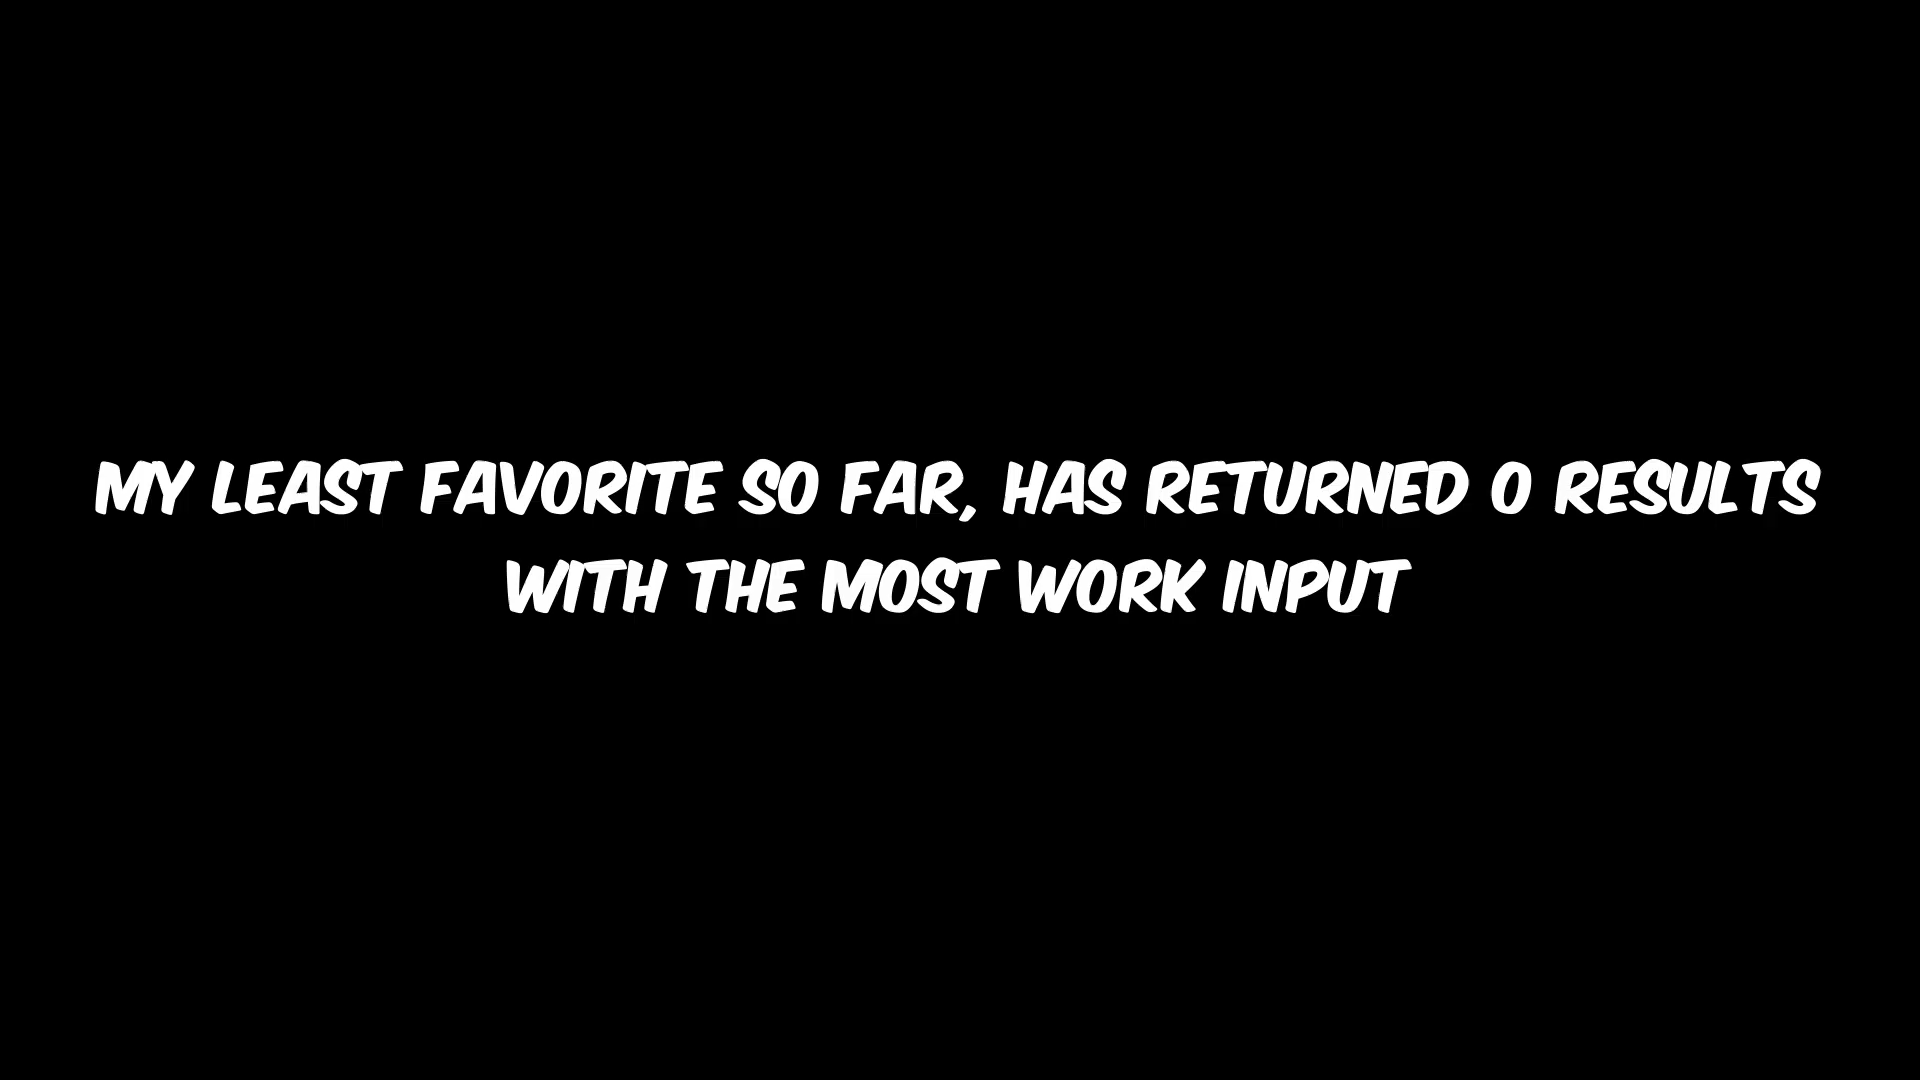 MY LEAST FAVORITE SO FAR, HAS RETURNED 0 RESULTS
WITH THE MOST WORK INPUT